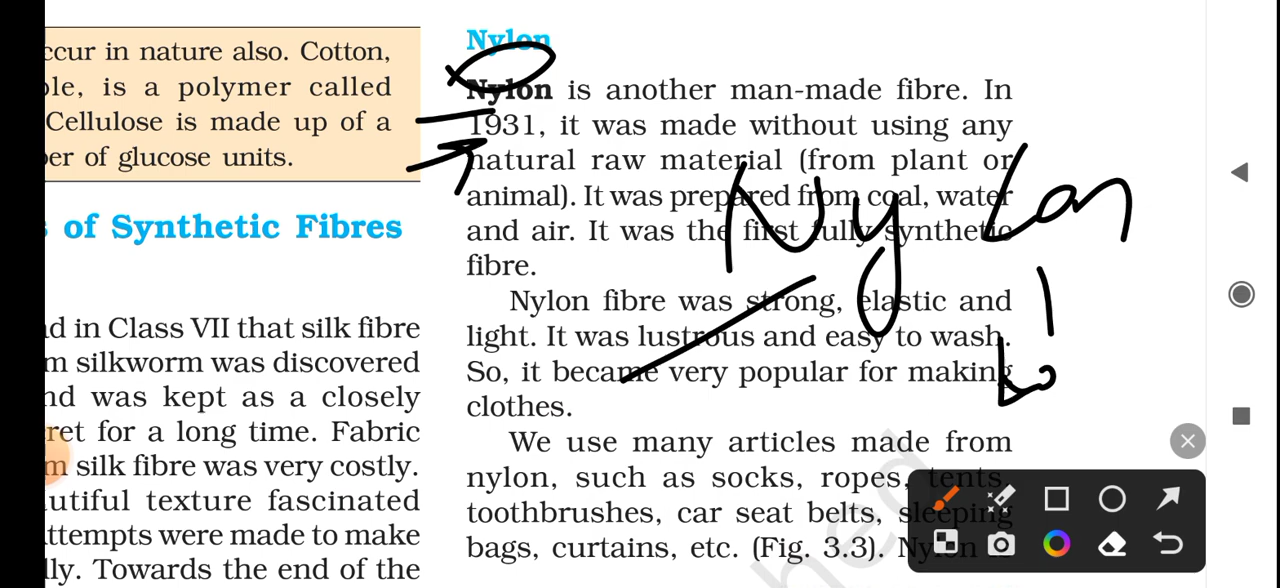 ccur in nature also. Cotton,
ple, is a polymer called
Cellulose is made up of a
ber of glucose units.
s of Synthetic Fibres
nd in Class VII that silk fibre
m silkworm was discovered
nd was kept as a closely
ret for a long time. Fabric
m silk fibre was very costly.
autiful texture fascinated
ttempts were made to make
lly. Towards the end of the
Nylon
Nylon is another man-made fibre. In
1931, it was made without using any
natural raw material (from plant or
animal). It was prepared from coal, water
and air. It was the first fully synthetic
fibre.
Nylon fibre was strong, elastic and
light. It was lustrous and easy to wash.
So, it became very popular for making
clothes.
We use many articles made from
nylon, such as socks, ropes, tents,
toothbrushes, car seat belts, sleeping
bags, curtains, etc. (Fig. 3.3). Nylon
Nylon